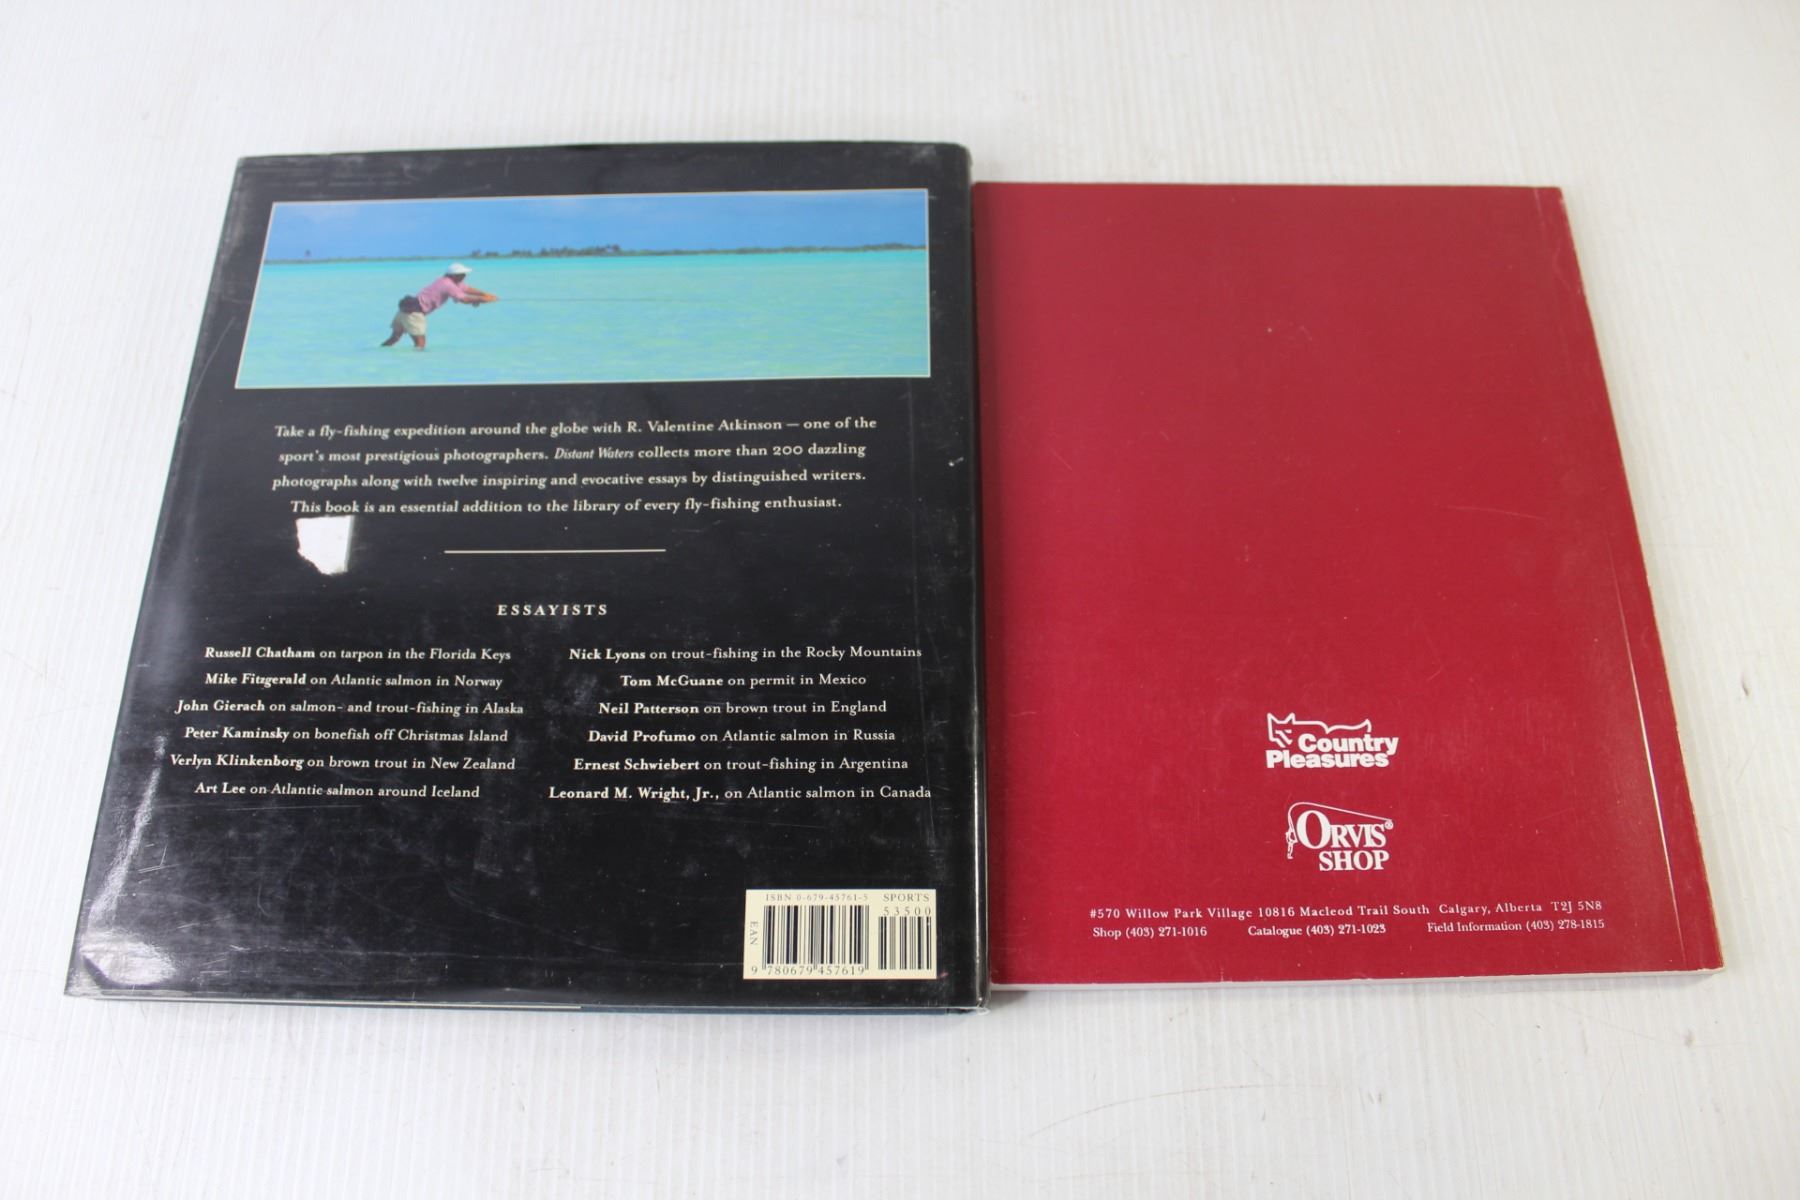 Take a fly-fishing expedition around the globe with R. Valentine Atkinson — one of the
sport's most prestigious photographers. Distant Waters collects more than 200 dazzling
photographs along with twelve inspiring and evocative essays by distinguished writers.
This book is an essential addition to the library of every fly-fishing enthusiast.
ESSAYISTS
Russell Chatham on tarpon in the Florida Keys
Mike Fitzgerald on Atlantic salmon in Norway
John Gierach on salmon- and trout-fishing in Alaska
Peter Kaminsky on bonefish off Christmas Island
Verlyn Klinkenborg on brown trout in New Zealand
Art Lee on Atlantic salmon around Iceland
Nick Lyons on trout-fishing in the Rocky Mountains
Tom McGuane on permit in Mexico
Neil Patterson on brown trout in England
David Profumo on Atlantic salmon in Russia
Ernest Schwiebert on trout-fishing in Argentina
Leonard M. Wright, Jr., on Atlantic salmon in Canada
ISBN 0-679-45761-5 SPORTS
53500
EAN
9 780679 457619
Country
Pleasures
ORVIS®
SHOP
#570 Willow Park Village 10816 Macleod Trail South Calgary, Alberta T2J 5N8
Shop (403) 271-1016 Catalogue (403) 271-1023 Field Information (403) 278-1815